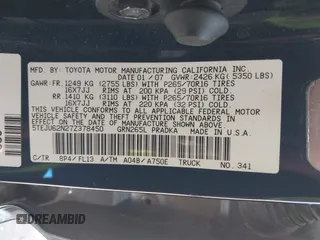 MFD. BY: TOYOTA MOTOR MANUFACTURING CALIFORNIA INC.
DATE 01/07 GVWR:2426 KG( 5350 LBS)
GAWR:FR. 1249 KG (2755 LBS) WITH P265/70R16 TIRES
16X7JJ RIMS AT 200 KPA (29 PSI) COLD
RR. 1410 KG (3110 LBS) WITH P265/70R16 TIRES
16X7JJ RIMS AT 220 KPA (32 PSI) COLD
THIS VEHICLE CONFORMS TO ALL APPLICABLE FEDERAL MOTOR VEHICLE
SAFETY AND THEFT PREVENTION STANDARDS IN EFFECT ON THE DATE OF
MANUFACTURE SHOWN ABOVE.
5TEJU62N27Z378450 GRN265L PRADKA MADE IN U.S.A.
C/TR BP4/ FL13 A/TM A04B/A750E TRUCK
NO. 341
© DEAMBID